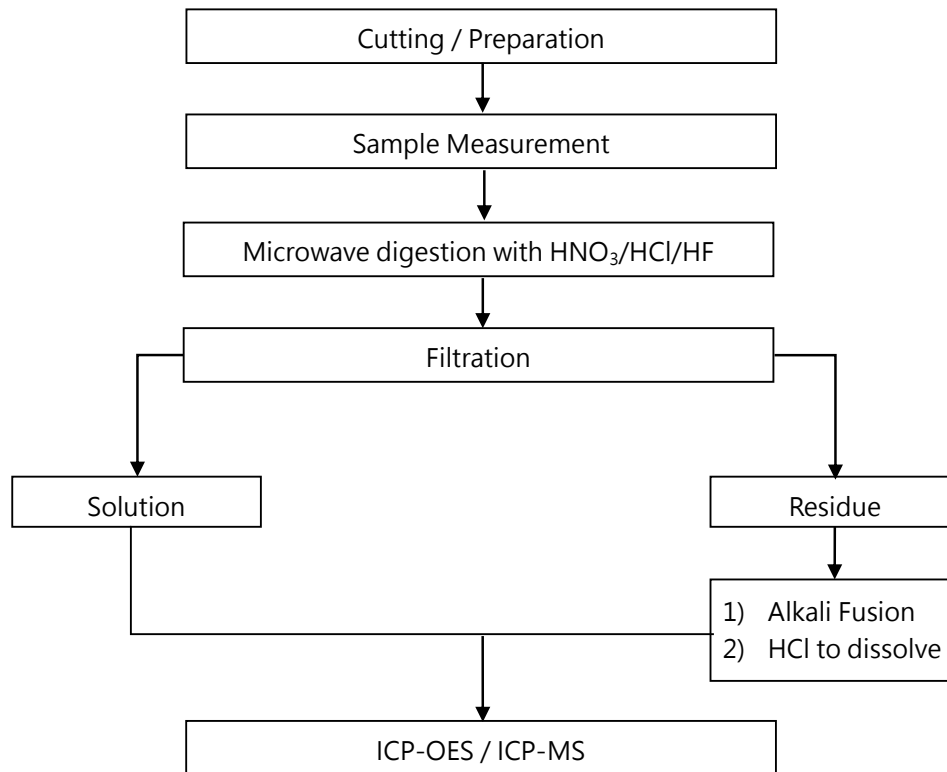 Cutting / Preparation
Sample Measurement
Microwave digestion with HNO₃/HCl/HF
Filtration
Solution
Residue
1) Alkali Fusion
2) HCl to dissolve
ICP-OES / ICP-MS